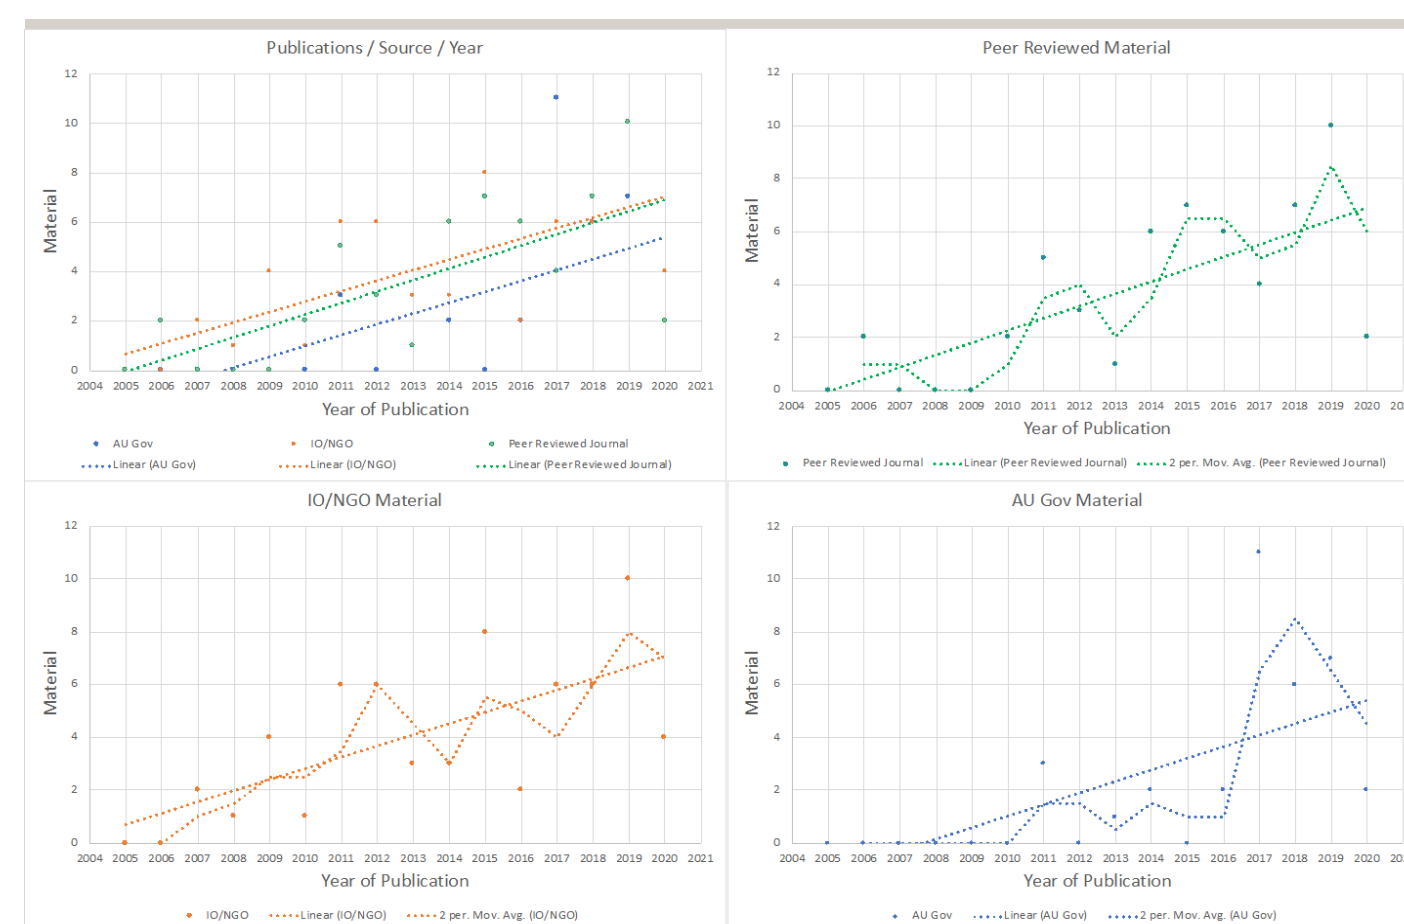 Publications / Source / Year
12
10
8
6
4
2
0
Material
2004 2005 2006 2007 2008 2009 2010 2011 2012 2013 2014 2015 2016 2017 2018 2019 2020 2021
Year of Publication
AU Gov IO/NGO Peer Reviewed Journal
Linear (AU Gov) Linear (IO/NGO) Linear (Peer Reviewed Journal)
Peer Reviewed Material
12
10
8
6
4
2
0
Material
2004 2005 2006 2007 2008 2009 2010 2011 2012 2013 2014 2015 2016 2017 2018 2019 2020
Year of Publication
Peer Reviewed Journal Linear (Peer Reviewed Journal) 2 per. Mov. Avg. (Peer Reviewed Journal)
IO/NGO Material
12
10
8
6
4
2
0
Material
2004 2005 2006 2007 2008 2009 2010 2011 2012 2013 2014 2015 2016 2017 2018 2019 2020 2021
Year of Publication
IO/NGO Linear (IO/NGO) 2 per. Mov. Avg. (IO/NGO)
AU Gov Material
12
10
8
6
4
2
0
Material
2004 2005 2006 2007 2008 2009 2010 2011 2012 2013 2014 2015 2016 2017 2018 2019 2020
Year of Publication
AU Gov Linear (AU Gov) 2 per. Mov. Avg. (AU Gov)